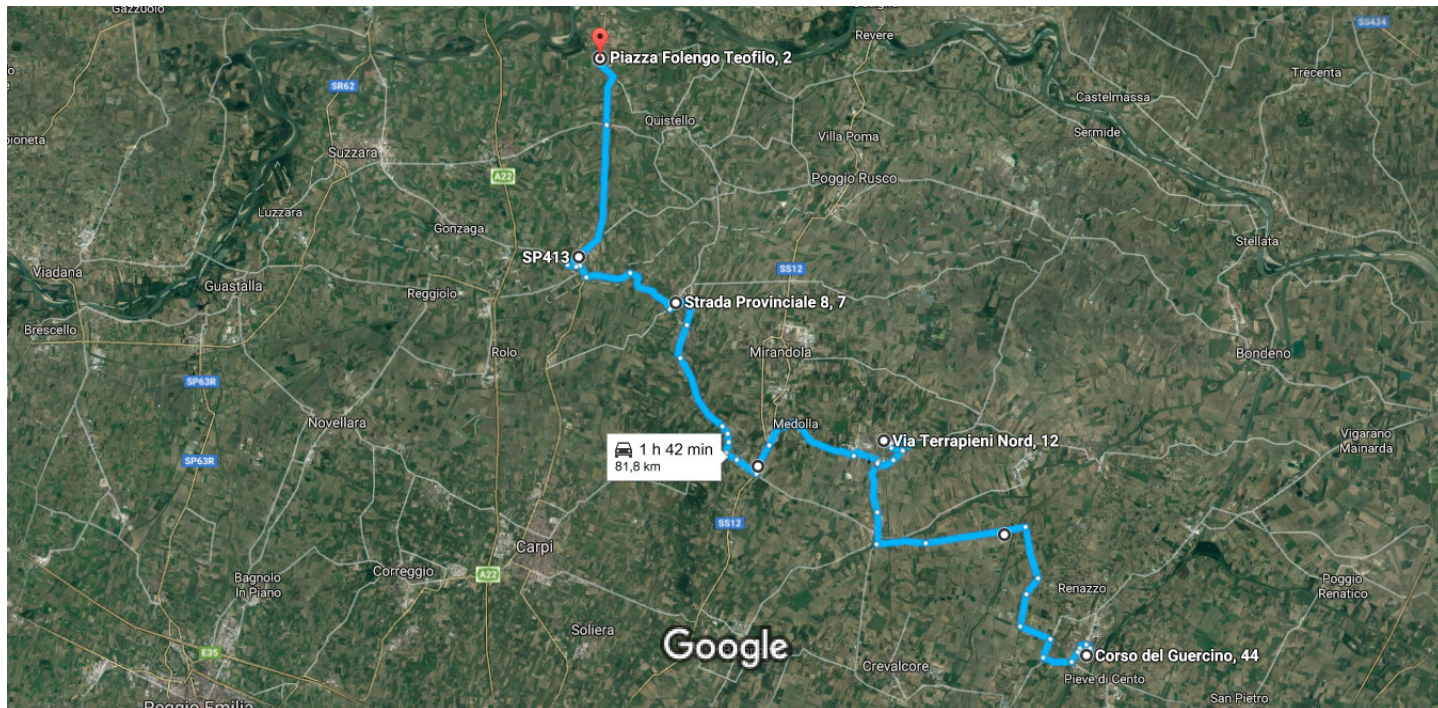 Gazzuolo
Revere
SS434
Piazza Folengo Teofilo, 2
Trecenta
SR62
Castelmassa
Quistello
Sermide
Villa Poma
pioneta
Suzzara
A22
Poggio Rusco
Luzzara
Gonzaga
Stellata
SP413
Viadana
SS12
Guastalla
Reggiolo
Strada Provinciale 8, 7
Brescello
Rolo
Mirandola
Bondeno
SP63R
Novellara
Medolla
Via Terrapieni Nord, 12
Vigarano
Mainarda
1 h 42 min
81,8 km
SP63R
SS12
Carpi
Correggio
A22
Bagnolo
In Piano
Renazzo
Poggio
Renatico
Soliera
Google
E35
Corso del Guercino, 44
Crevalcore
Pieve di Cento
San Pietro
Reggio Emilia